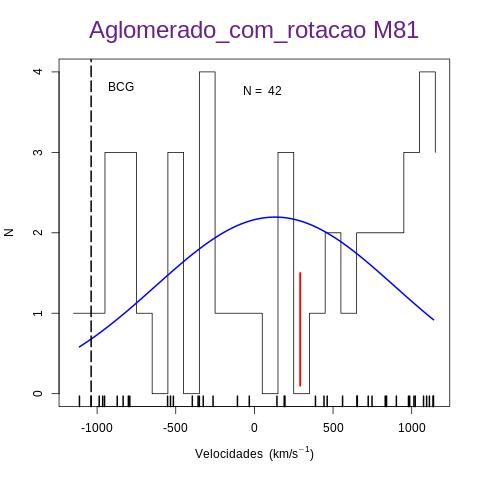 Aglomerado_com_rotacao M81
BCG
N = 42
4
3
2
1
0
N
-1000 -500 0 500 1000
Velocidades (km/s⁻¹)